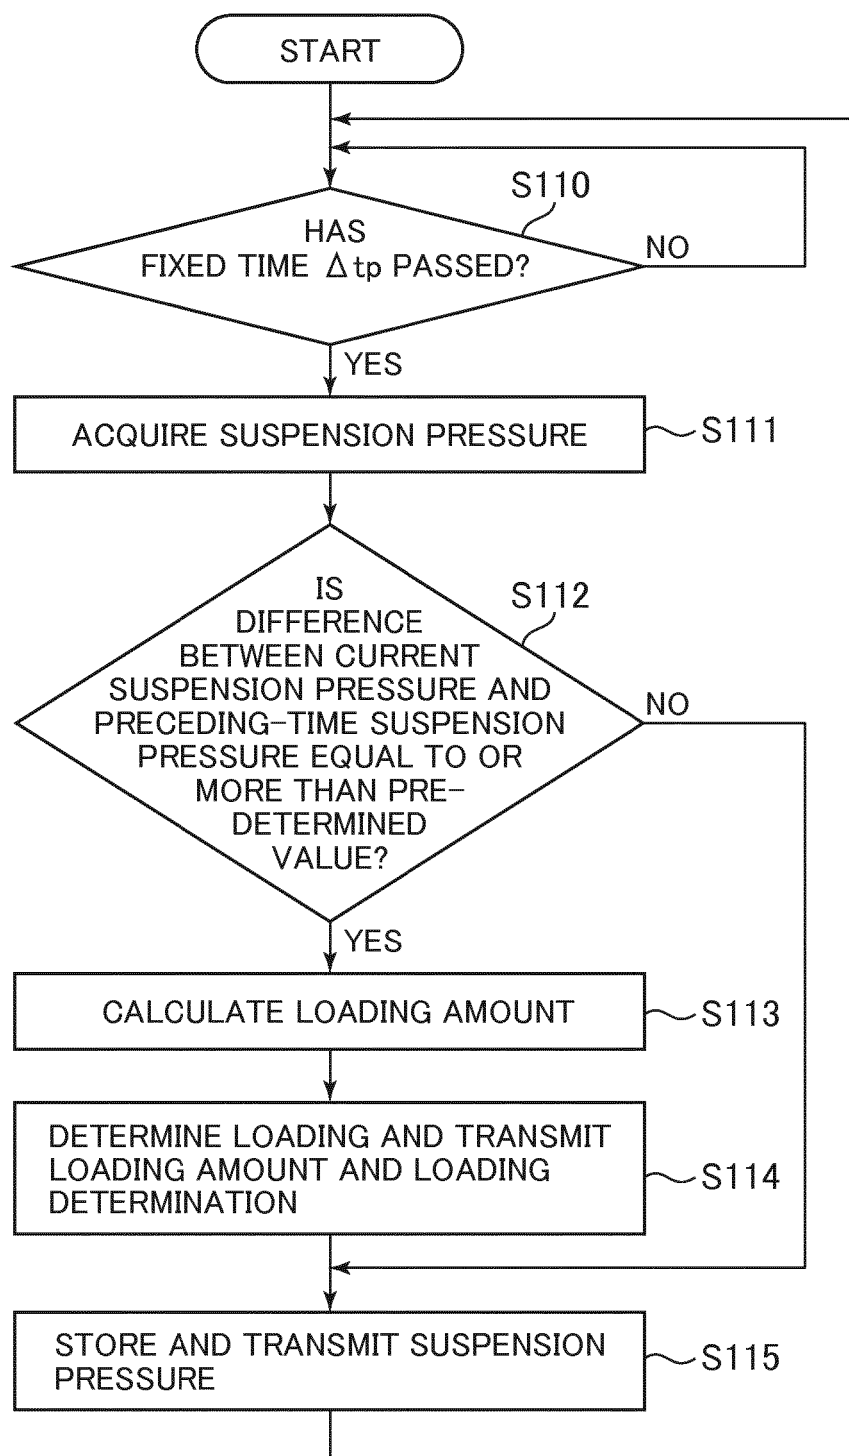 START
S110
HAS
FIXED TIME Δtp PASSED?
NO
YES
ACQUIRE SUSPENSION PRESSURE
S111
S112
IS
DIFFERENCE
BETWEEN CURRENT
SUSPENSION PRESSURE AND
PRECEDING-TIME SUSPENSION
PRESSURE EQUAL TO OR
MORE THAN PRE-
DETERMINED
VALUE?
NO
YES
CALCULATE LOADING AMOUNT
S113
DETERMINE LOADING AND TRANSMIT
LOADING AMOUNT AND LOADING
DETERMINATION
S114
STORE AND TRANSMIT SUSPENSION
PRESSURE
S115